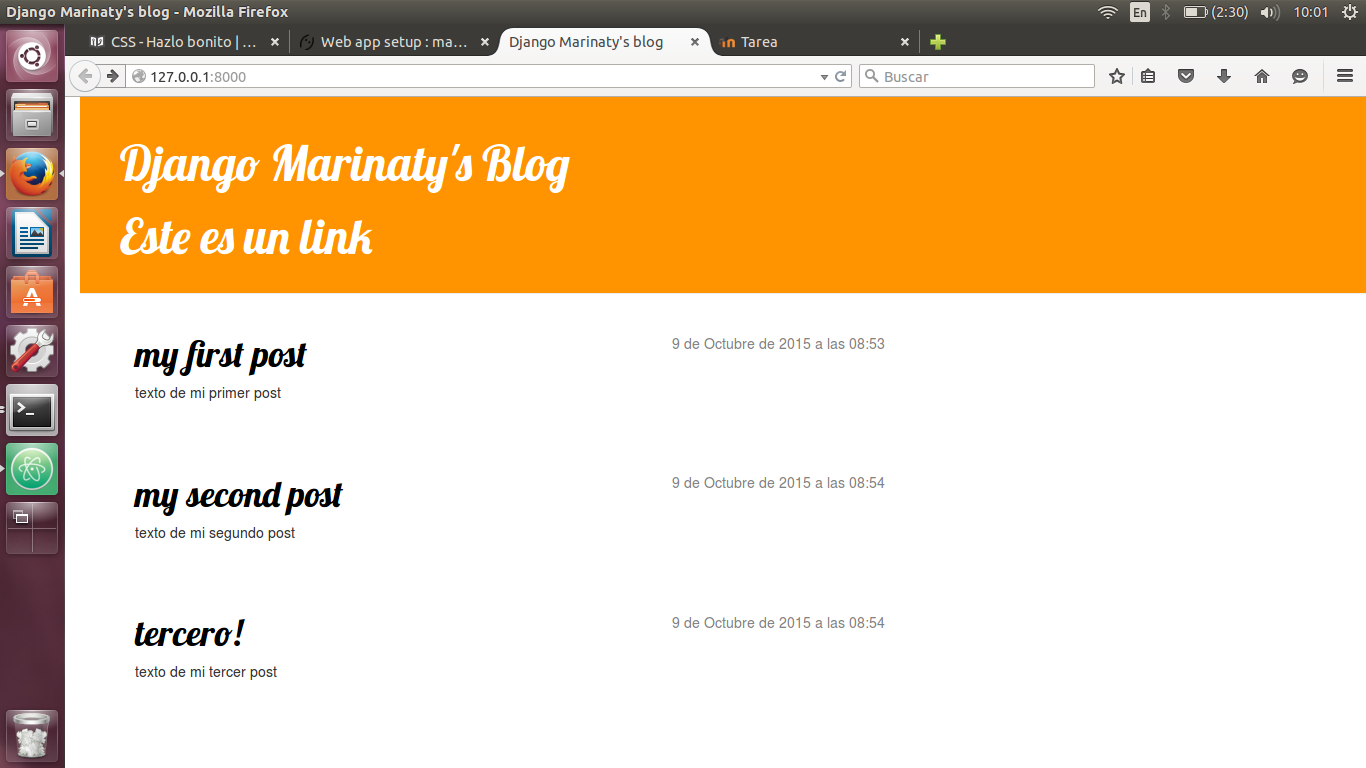 Django Marinaty's blog - Mozilla Firefox
En
(2:30)
10:01
CSS - Hazlo bonito | ...
Web app setup : ma...
Django Marinaty's blog
Tarea
127.0.0.1:8000
Buscar
Django Marinaty's Blog
Este es un link
my first post
9 de Octubre de 2015 a las 08:53
texto de mi primer post
my second post
9 de Octubre de 2015 a las 08:54
texto de mi segundo post
tercero!
9 de Octubre de 2015 a las 08:54
texto de mi tercer post